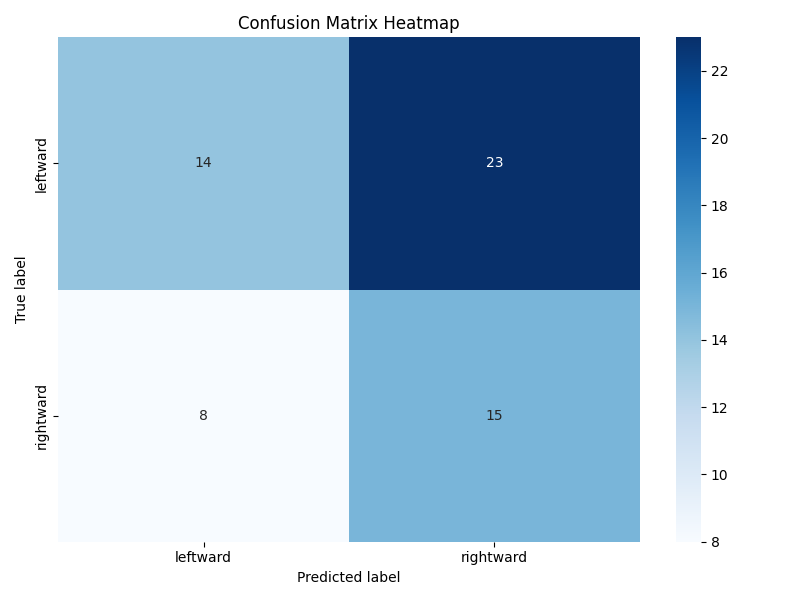 Confusion Matrix Heatmap
leftward
14
23
rightward
8
15
True label
leftward
rightward
Predicted label
22
20
18
16
14
12
10
8